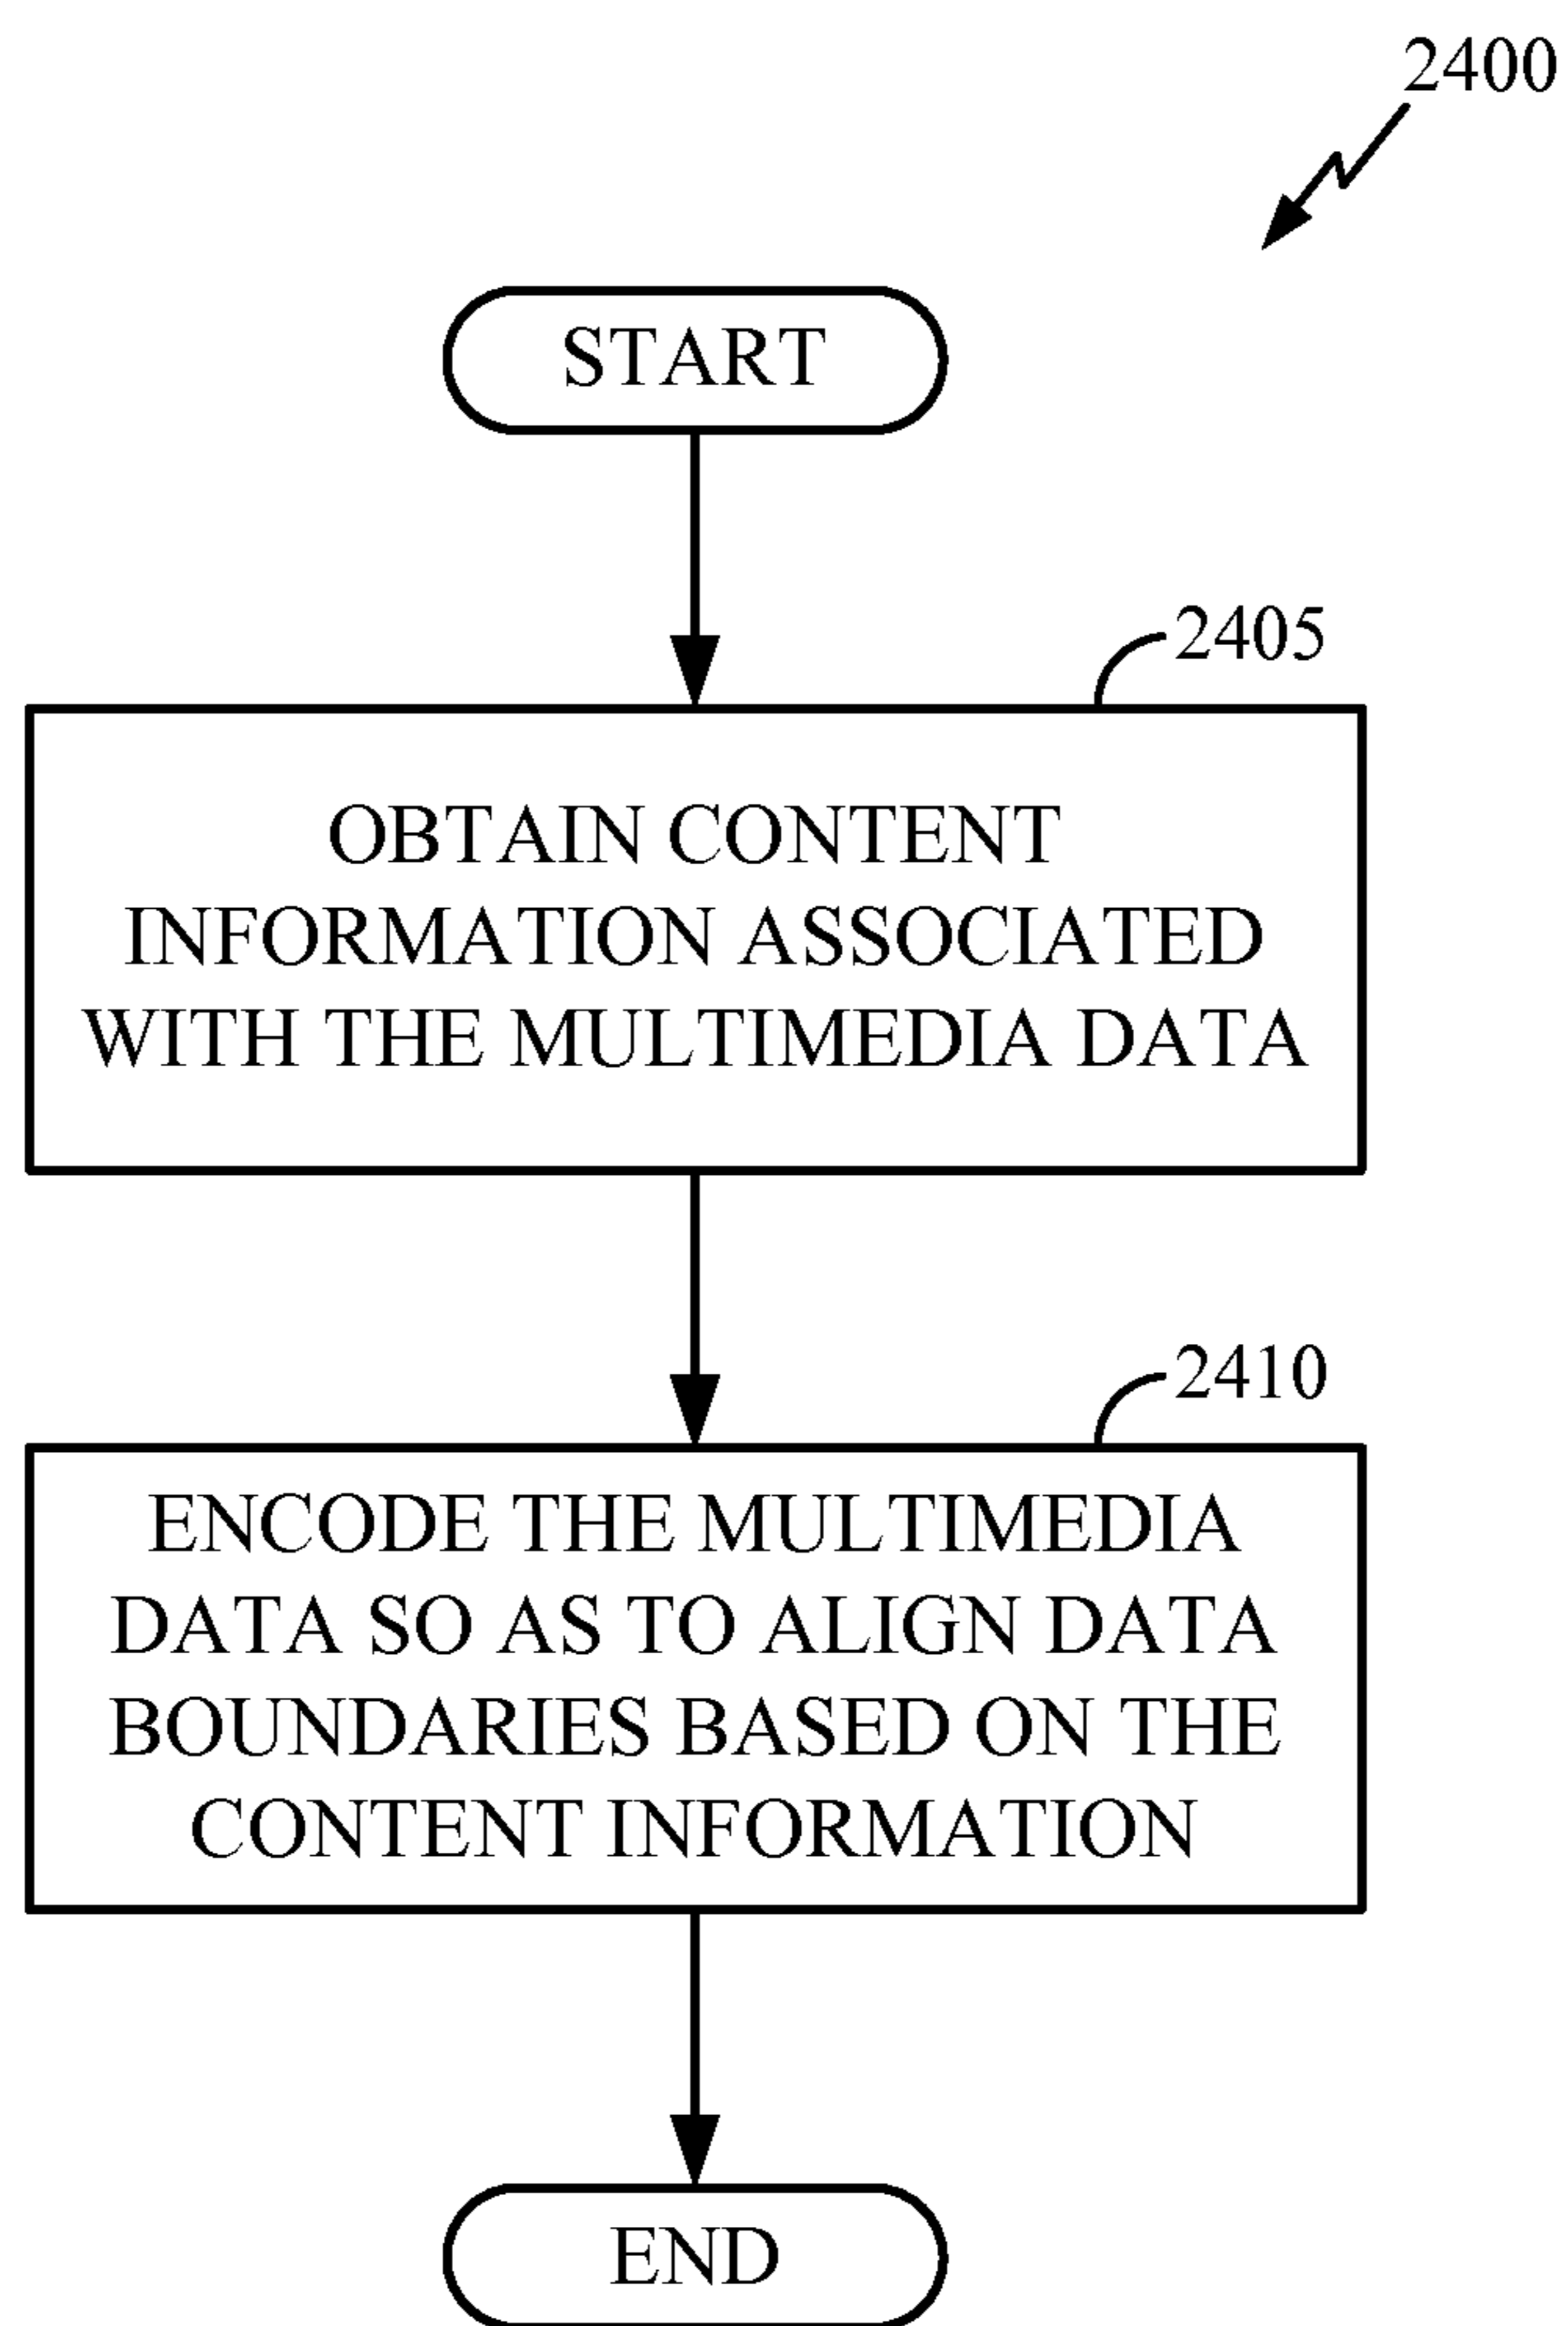 2400
START
2405
OBTAIN CONTENT
INFORMATION ASSOCIATED
WITH THE MULTIMEDIA DATA
2410
ENCODE THE MULTIMEDIA
DATA SO AS TO ALIGN DATA
BOUNDARIES BASED ON THE
CONTENT INFORMATION
END